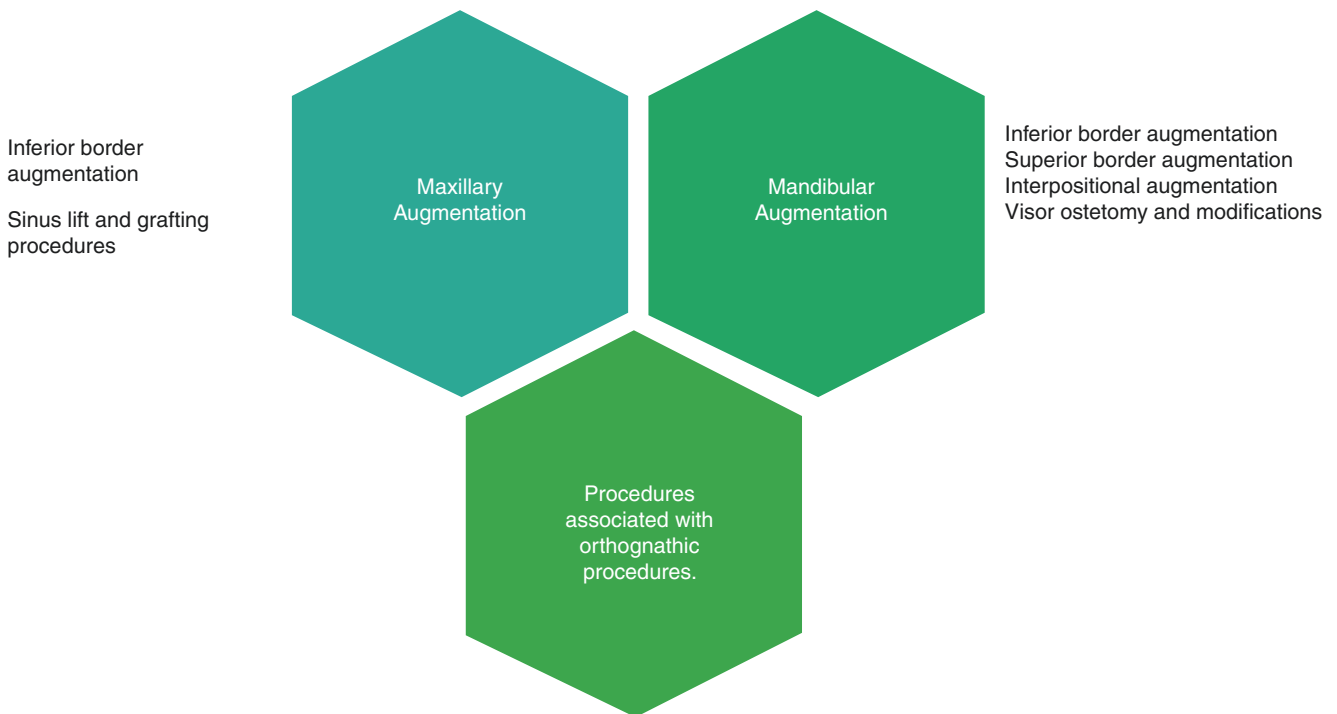 Inferior border
augmentation
Sinus lift and grafting
procedures
Maxillary
Augmentation
Mandibular
Augmentation
Inferior border augmentation
Superior border augmentation
Interpositional augmentation
Visor ostetomy and modifications
Procedures
associated with
orthognathic
procedures.